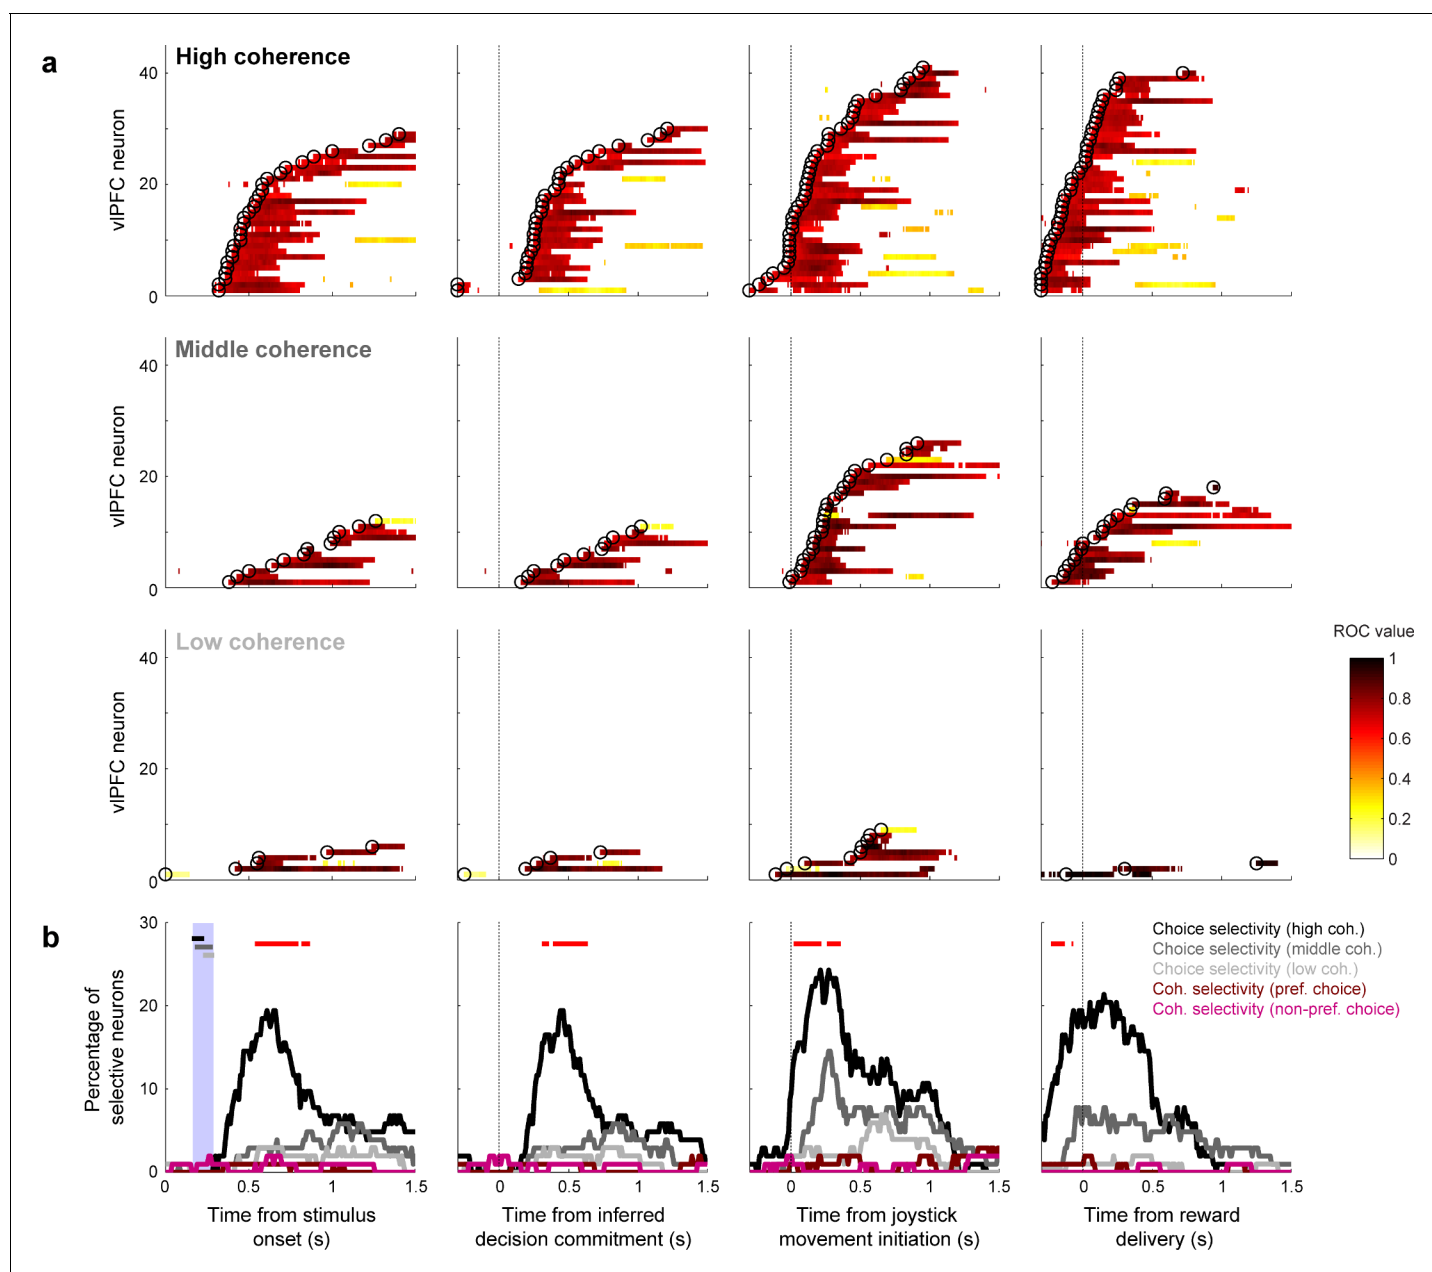 a
High coherence
vlPFC neuron
40
20
0
Middle coherence
vlPFC neuron
40
20
0
Low coherence
vlPFC neuron
40
20
0
ROC value
1
0.8
0.6
0.4
0.2
0
b
Percentage of
selective neurons
30
20
10
0
Choice selectivity (high coh.)
Choice selectivity (middle coh.)
Choice selectivity (low coh.)
Coh. selectivity (pref. choice)
Coh. selectivity (non-pref. choice)
0 0.5 1 1.5
0 0.5 1 1.5
0 0.5 1 1.5
0 0.5 1 1.5
Time from stimulus
onset (s)
Time from inferred
decision commitment (s)
Time from joystick
movement initiation (s)
Time from reward
delivery (s)